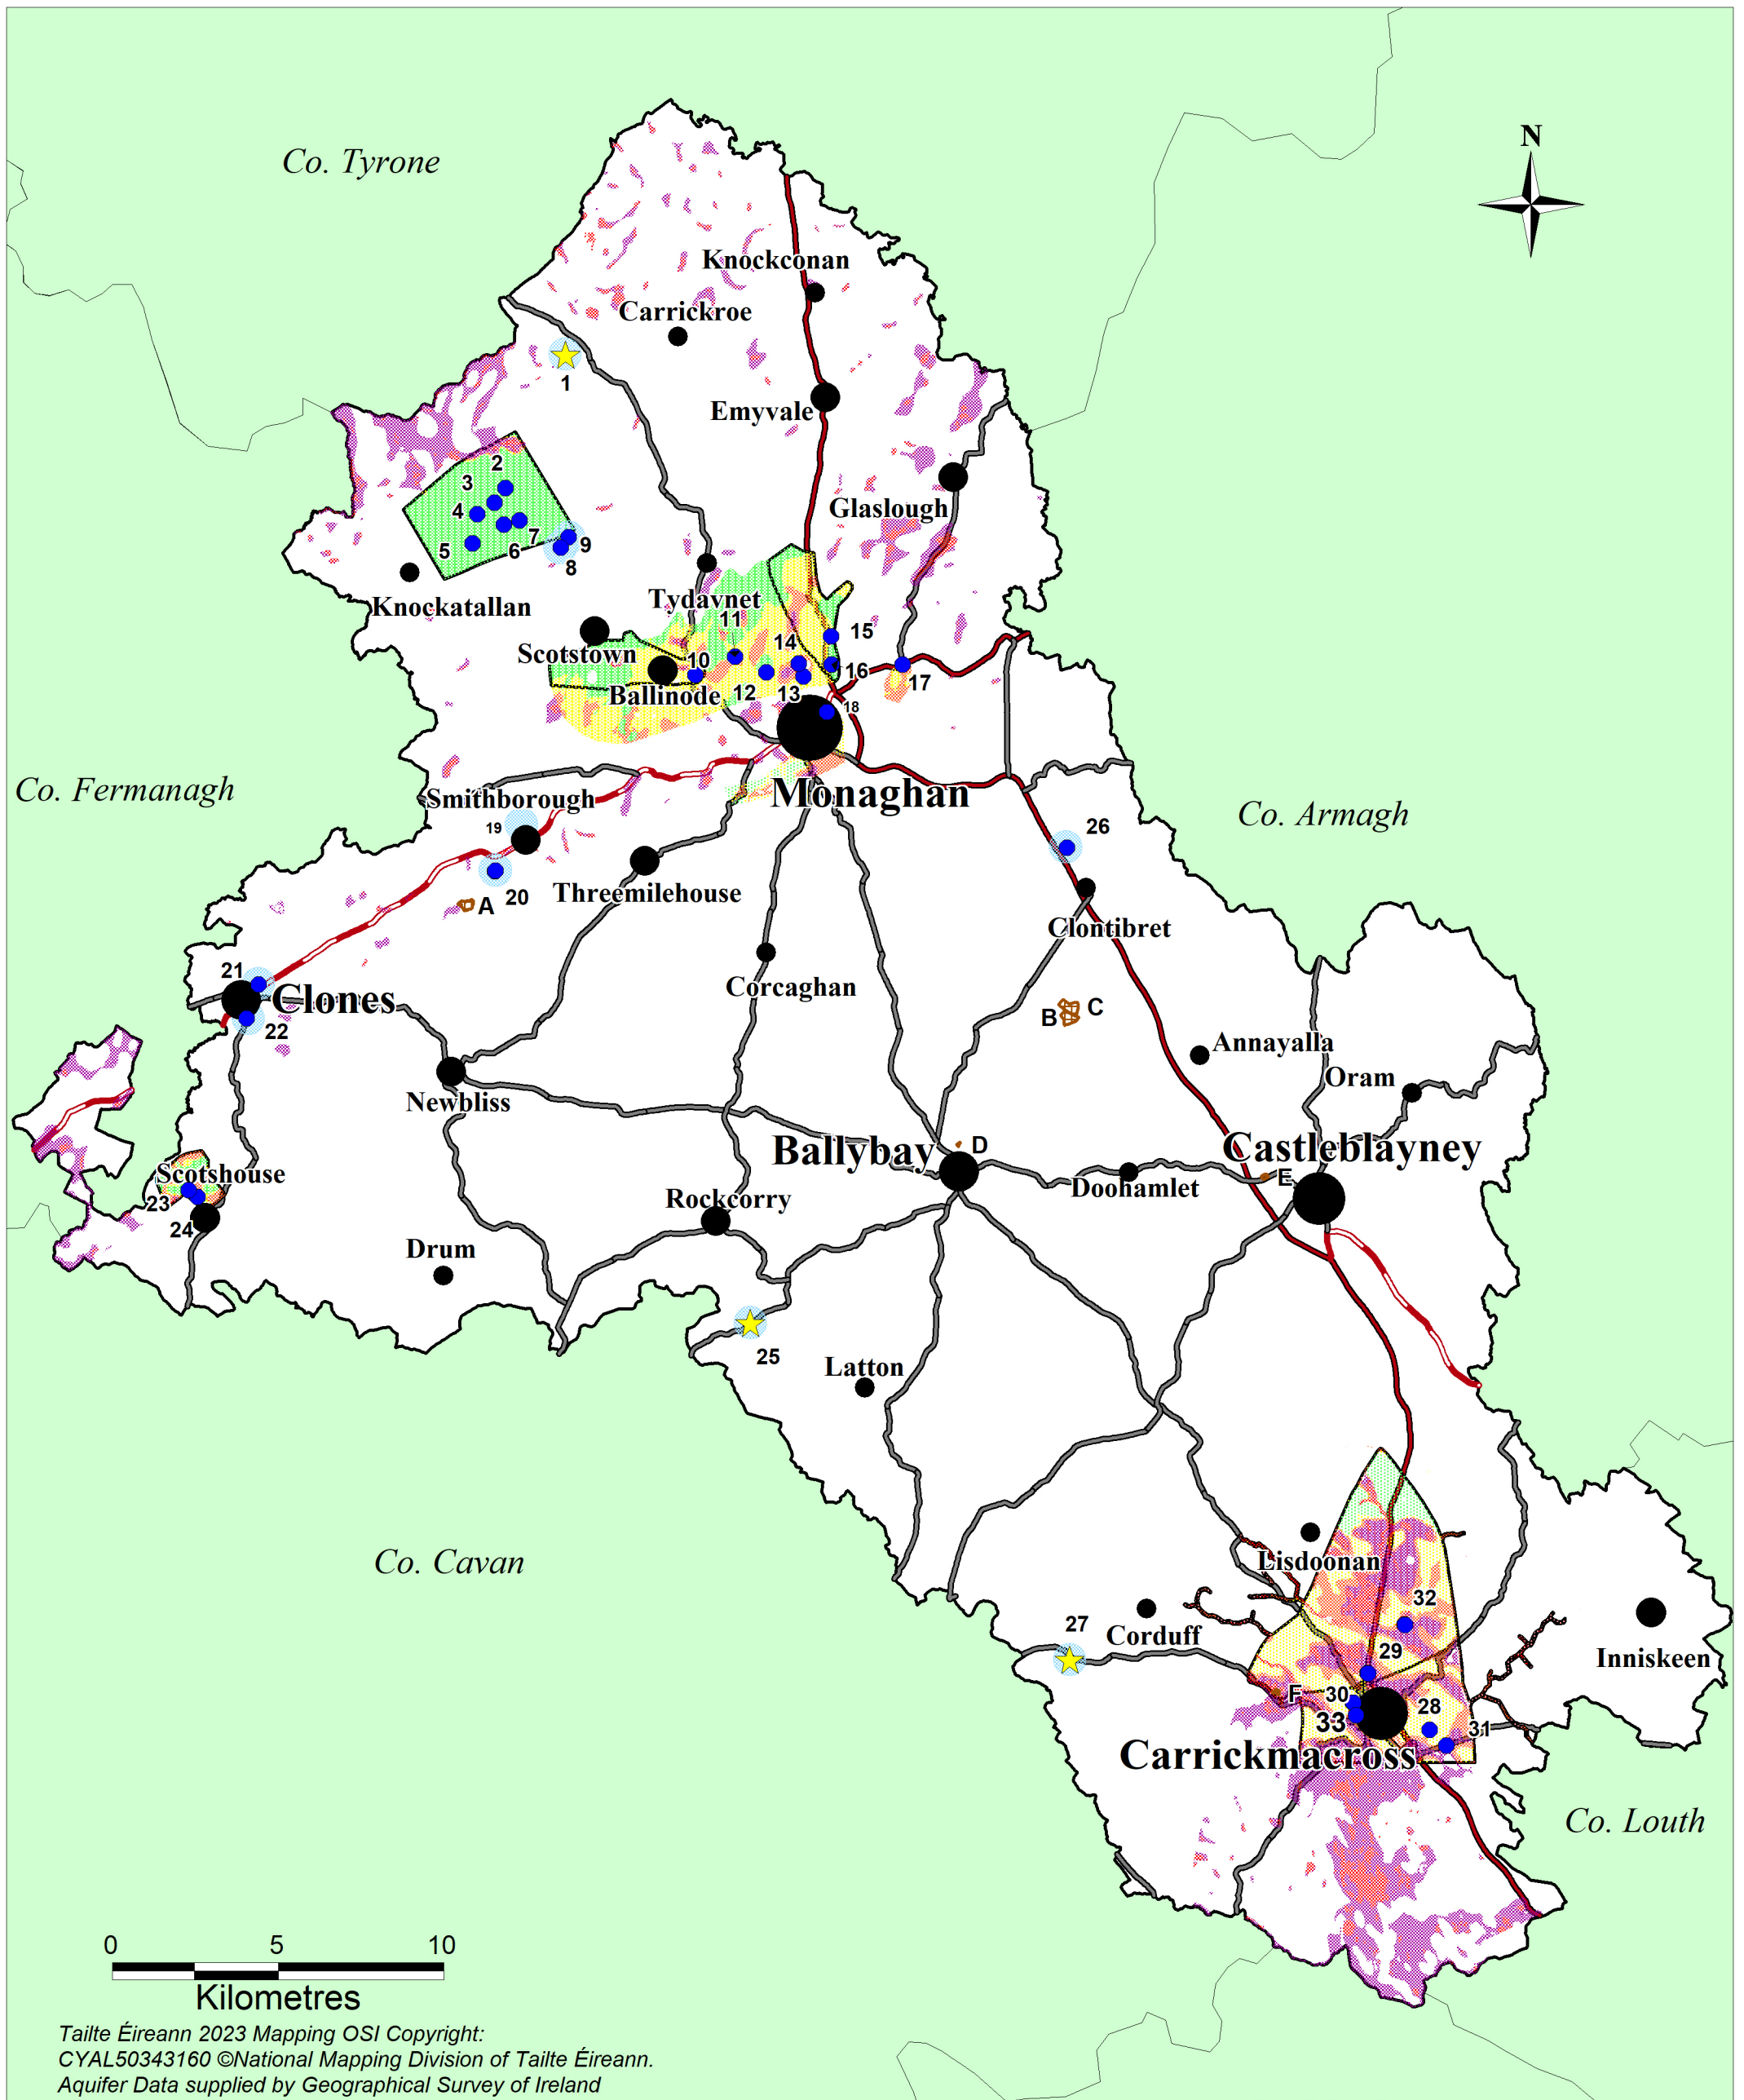 N
Co. Tyrone
Knockconan
Carrickroe
1
Emyvale
2
3
4
Glaslough
7
9
5
6
8
Knockatallan
Tydavnet
11
15
14
Scotstown
10
16
17
12
13
Ballinode
18
Co. Fermanagh
Monaghan
Smithborough
Co. Armagh
19
26
Threemilehouse
20
A
Clontibret
21
Corcaghan
Clones
B
C
22
Annayalla
Oram
Newbliss
Ballybay
D
Castleblayney
Scotshouse
E
Doohamlet
23
Rockcorry
24
Drum
25
Latton
Co. Cavan
Lisdoonan
32
27
Corduff
29
Inniskeen
F
30
28
33
31
Carrickmacross
Co. Louth
0
5
10
Kilometres
Tailte Éireann 2023 Mapping OSI Copyright:
CYAL50343160 ©National Mapping Division of Tailte Éireann.
Aquifer Data supplied by Geographical Survey of Ireland